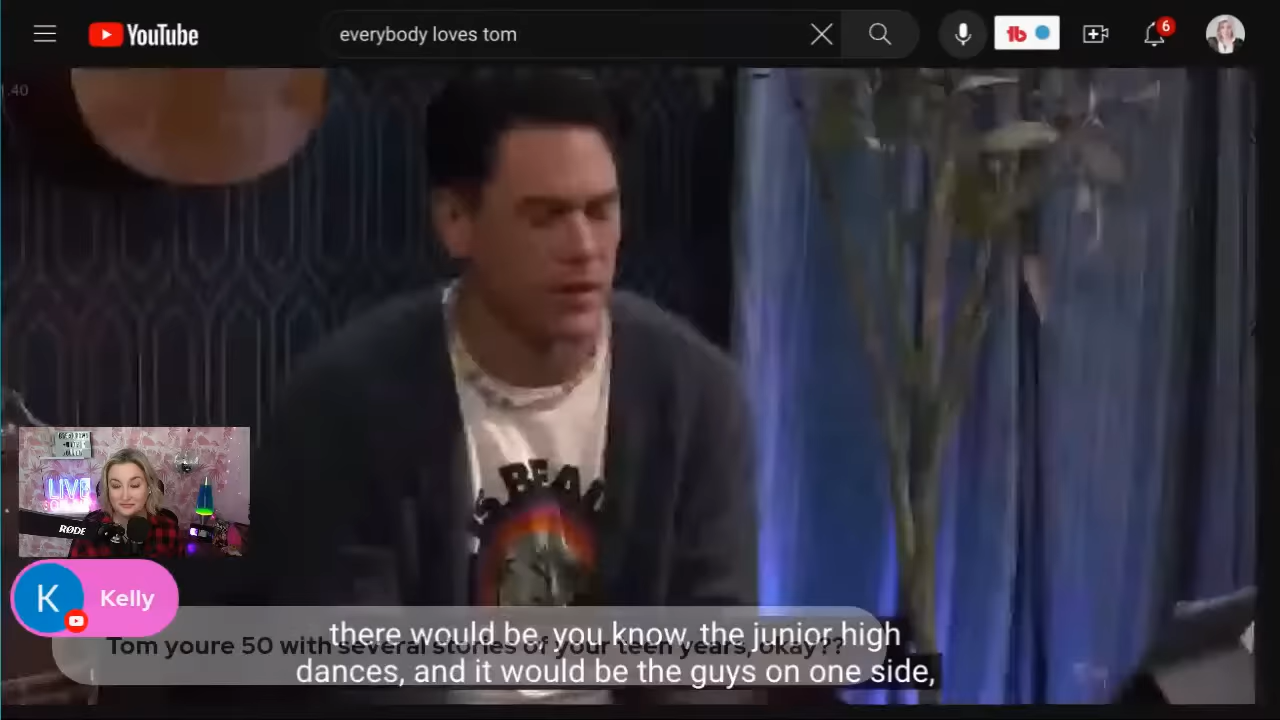 YouTube
everybody loves tom
6
1.40
BEAC
LIVE
RØDE
K
Kelly
Tom youre 50 with several stories of your teen years, okay??
there would be, you know, the junior high
dances, and it would be the guys on one side,